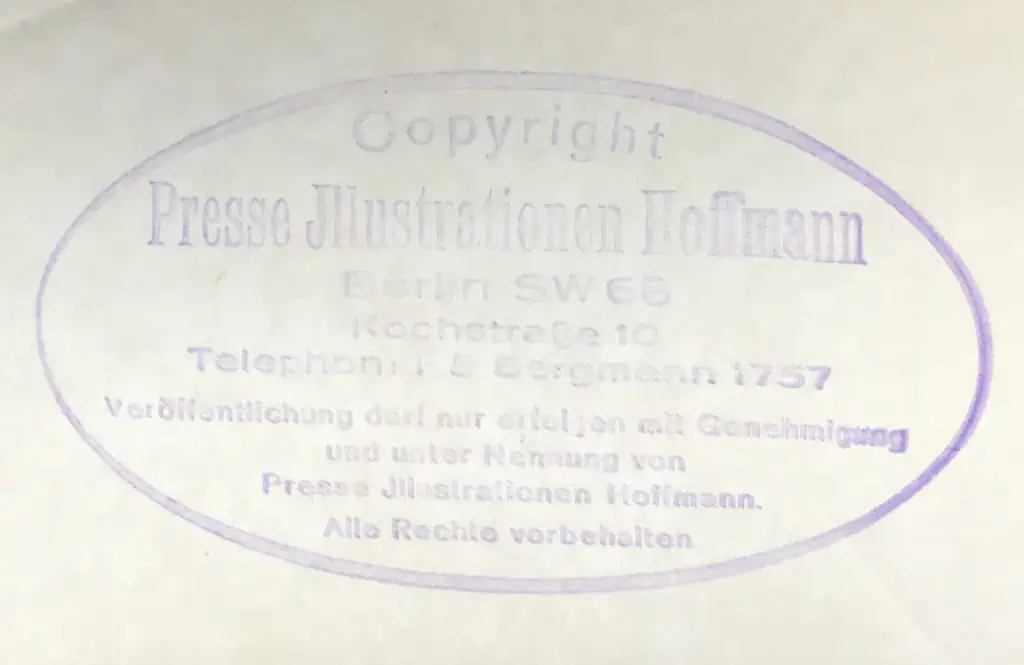 Copyright
Presse Jllustrationen Hoffmann
Berlin SW 68
Kochstraße 10
Telephon: F 5 Bergmann 1757
Veröffentlichung darf nur erfolgen mit Genehmigung
und unter Nennung von
Presse Jllustrationen Hoffmann.
Alle Rechte vorbehalten